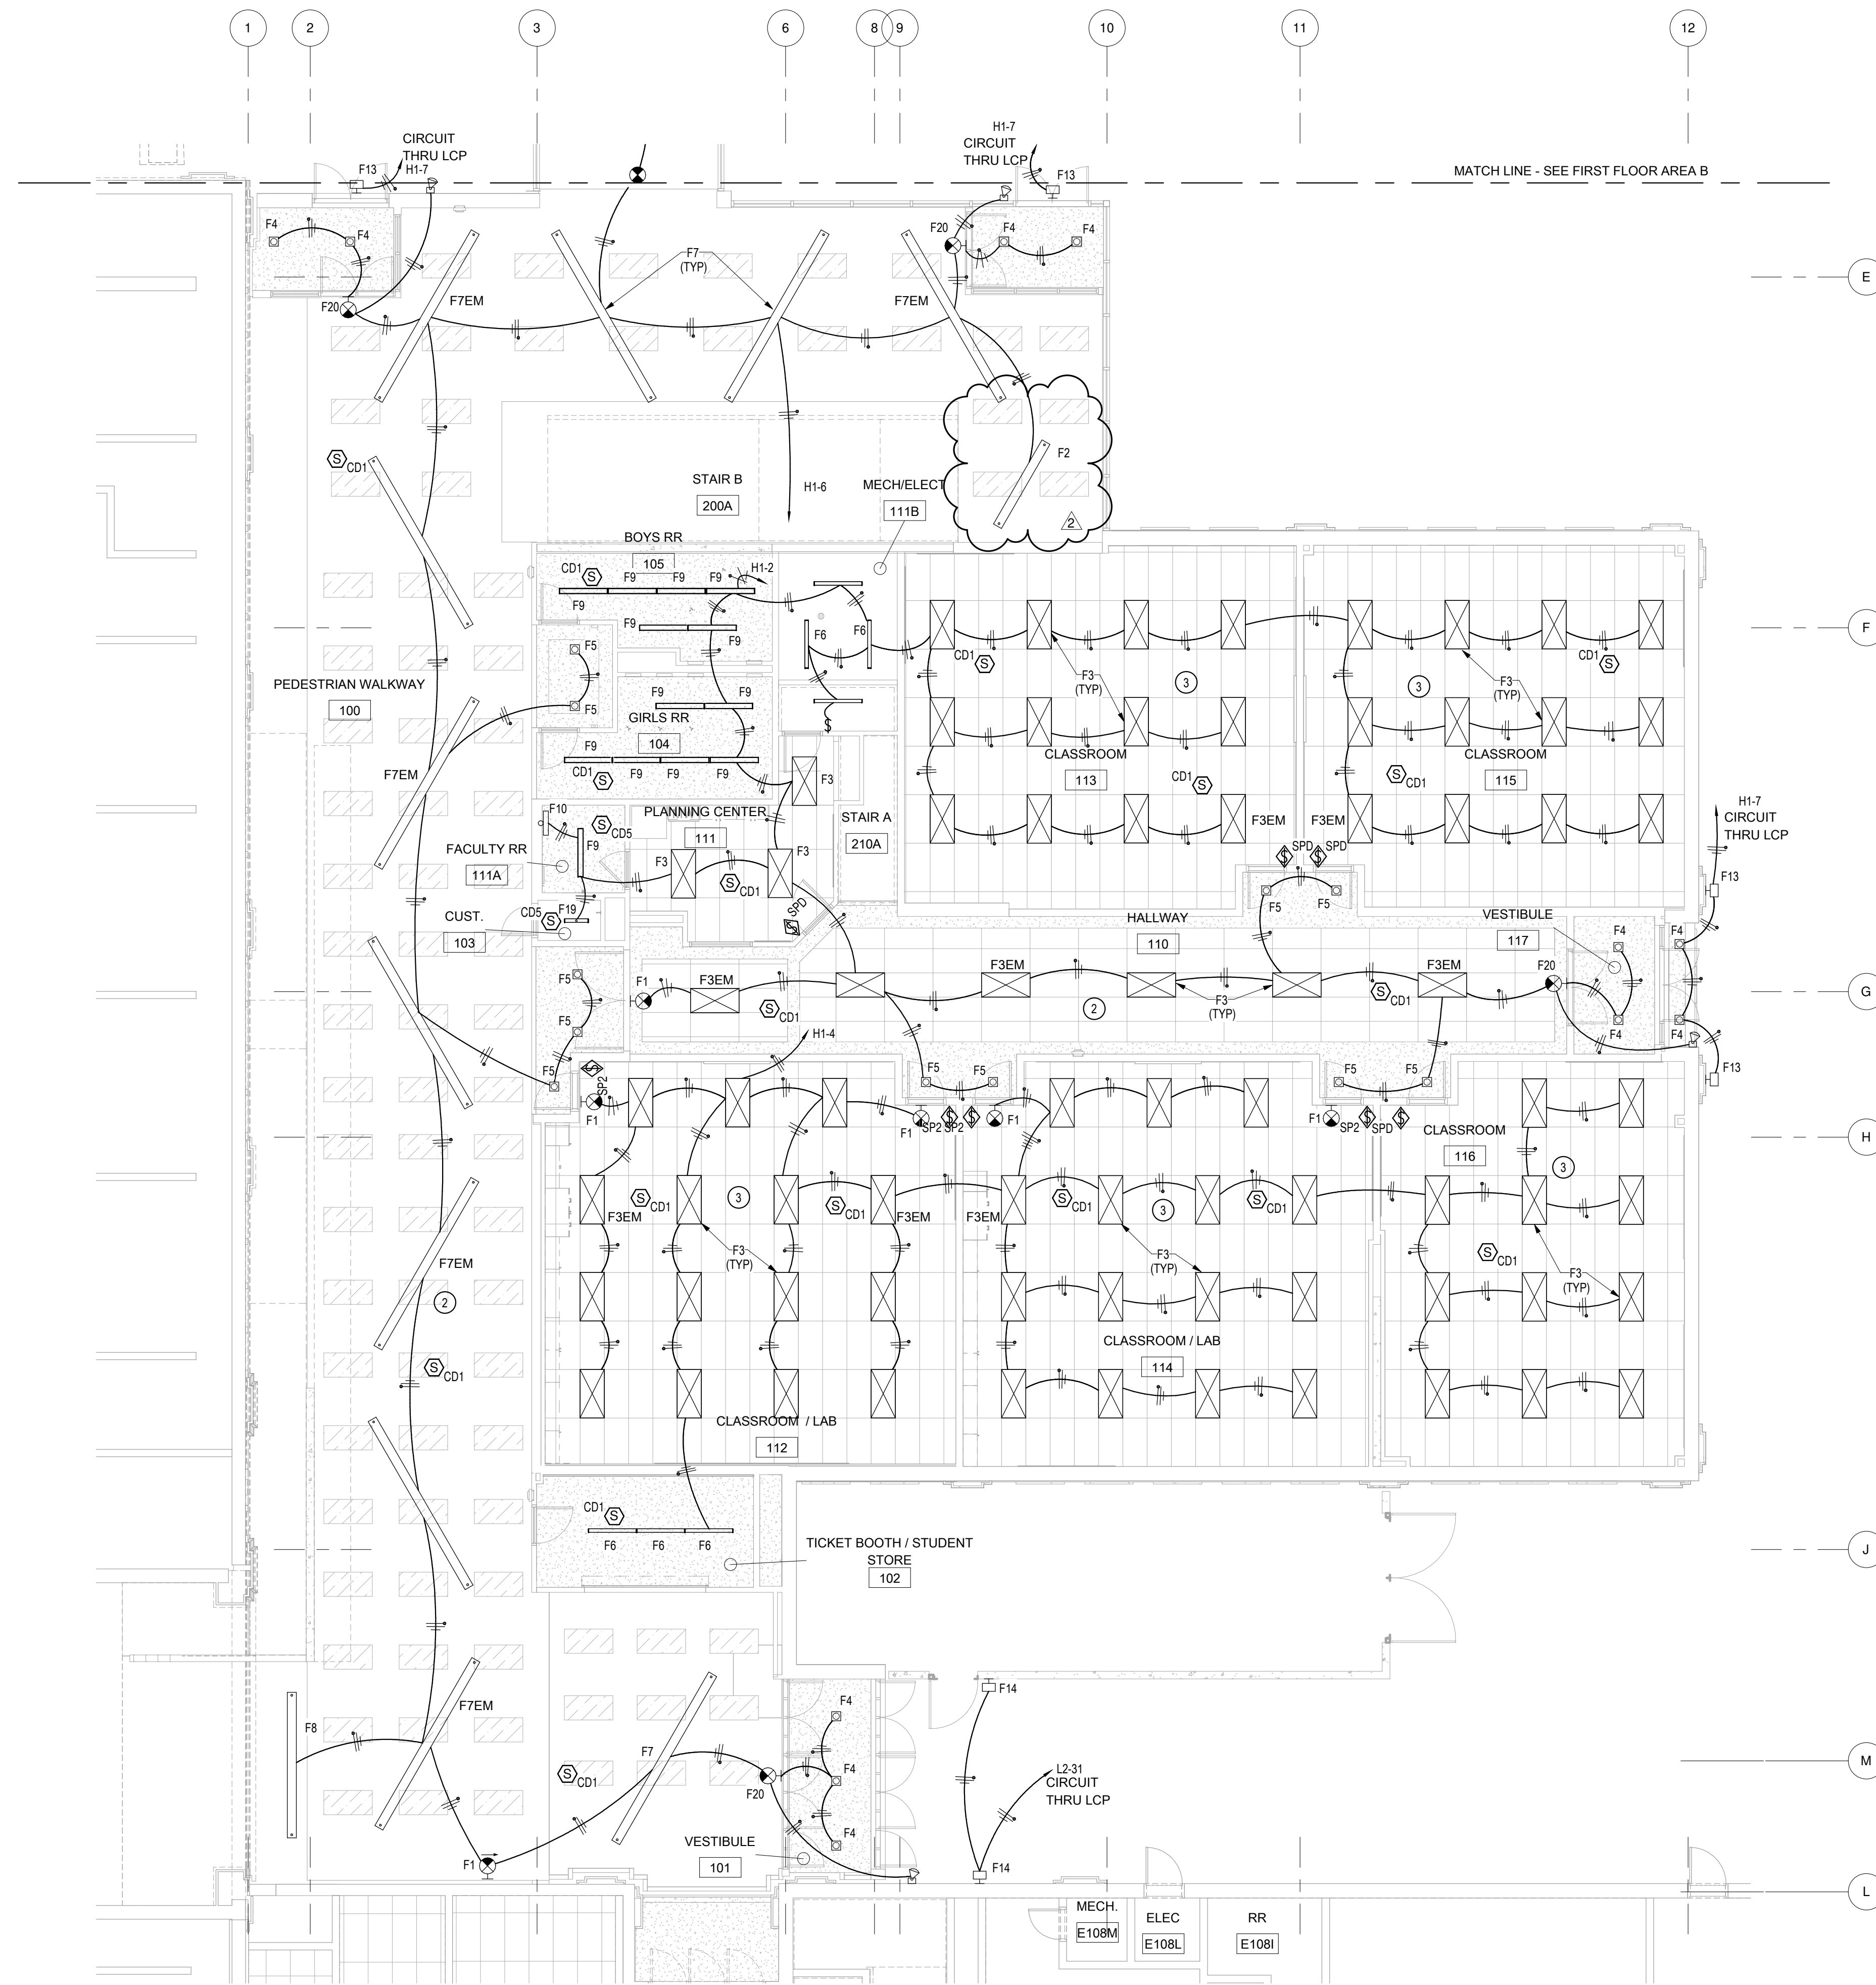 1
2
3
6
8
9
10
11
12
CIRCUIT
THRU LCP
H1-7
F13
H1-7
CIRCUIT
THRU LCP
F13
MATCH LINE - SEE FIRST FLOOR AREA B
F4
F4
F20
F4
F4
F20
F7
(TYP)
E
F7EM
F7EM
F2
2
S
CD1
STAIR B
200A
H1-6
MECH/ELECT
111B
BOYS RR
105
CD1
S
F9
F9
F9
H1-2
F9
F9
F6
F6
F
F5
F5
CD1
S
F3
(TYP)
3
3
F3
(TYP)
CD1
S
PEDESTRIAN WALKWAY
100
F9
F9
GIRLS RR
104
F9
CD1
S
F9
F9
F9
$
F7EM
F3
CLASSROOM
113
CD1
S
S
CD1
CLASSROOM
115
F10
S
CD5
F9
PLANNING CENTER
111
F3
F3
S
CD1
STAIR A
210A
F3EM
F3EM
SPD
SPD
$
$
H1-7
CIRCUIT
THRU LCP
FACULTY RR
111A
F13
CUST.
103
CD5
S
F19
SPD
$
F5
F5
HALLWAY
110
VESTIBULE
117
F4
F4
F5
F1
F3EM
F3EM
F3EM
F20
S
CD1
F3
(TYP)
S
CD1
2
G
F5
F4
F4
H1-4
F5
F5
F5
F5
F5
F13
$
SP2
F1
F1
SP2
SP2
$
$
F1
F1
SP2
SPD
$
$
CLASSROOM
116
H
S
CD1
3
S
CD1
F3EM
F3EM
F3EM
S
CD1
3
S
CD1
3
F3
(TYP)
F3
(TYP)
S
CD1
F3
(TYP)
F7EM
2
S
CD1
CLASSROOM / LAB
114
CLASSROOM / LAB
112
CD1
S
F6
F6
F6
TICKET BOOTH / STUDENT
STORE
102
J
F7EM
F14
F8
F4
F7
S
CD1
F4
F20
L2-31
CIRCUIT
THRU LCP
M
F4
VESTIBULE
101
F1
F14
L
MECH.
E108M
ELEC
E108L
RR
E108I